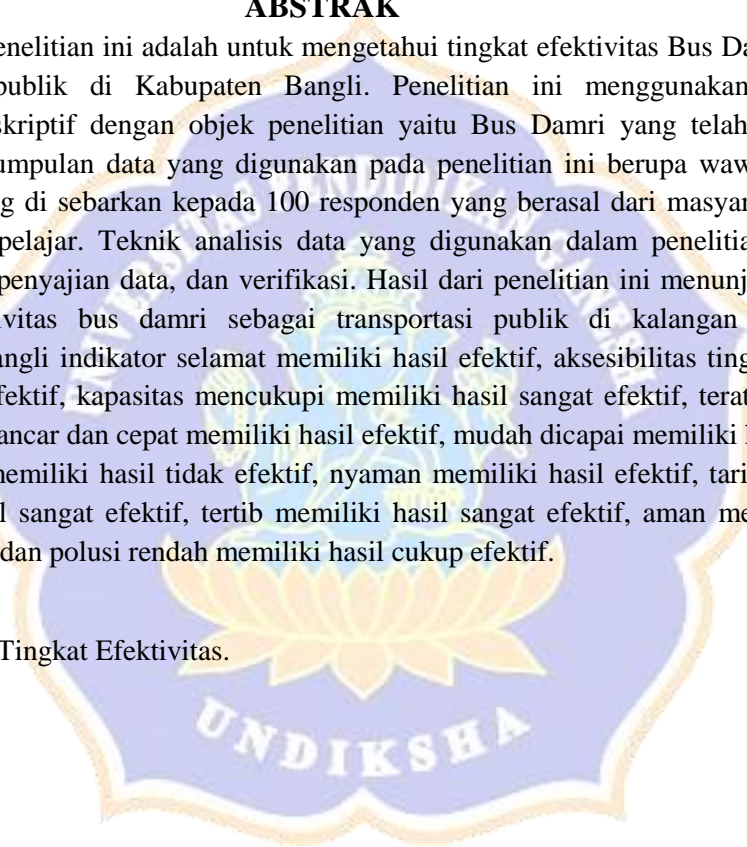 ABSTRAK
enelitian ini adalah untuk mengetahui tingkat efektivitas Bus Da
publik di Kabupaten Bangli. Penelitian ini menggunakan
skriptif dengan objek penelitian yaitu Bus Damri yang telah
umpulan data yang digunakan pada penelitian ini berupa waw
g di sebarkan kepada 100 responden yang berasal dari masyar
pelajar. Teknik analisis data yang digunakan dalam penelitia
penyajian data, dan verifikasi. Hasil dari penelitian ini menunj
ivitas bus damri sebagai transportasi publik di kalangan
angli indikator selamat memiliki hasil efektif, aksesibilitas ting
efektif, kapasitas mencukupi memiliki hasil sangat efektif, terat
ancar dan cepat memiliki hasil efektif, mudah dicapai memiliki
memiliki hasil tidak efektif, nyaman memiliki hasil efektif, tari
l sangat efektif, tertib memiliki hasil sangat efektif, aman me
dan polusi rendah memiliki hasil cukup efektif.
Tingkat Efektivitas.
UNIVERSITAS PENDIDIKAN GANESHA
UNDIKSHA